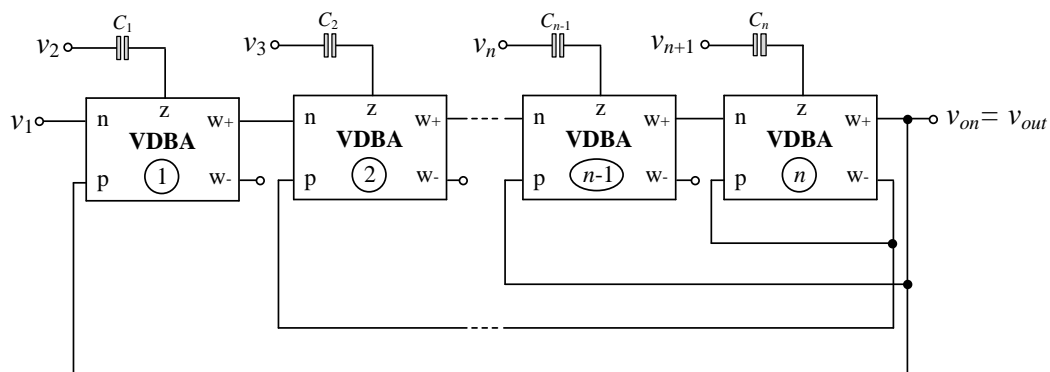 C1 C2 Cn-1 Cn
v2 v3 vn vn+1
v1 n z w+ n z w+ n z w+ n z w+ von= vout
VDBA VDBA VDBA VDBA
p 1 w- p 2 w- p n-1 w- p n w-